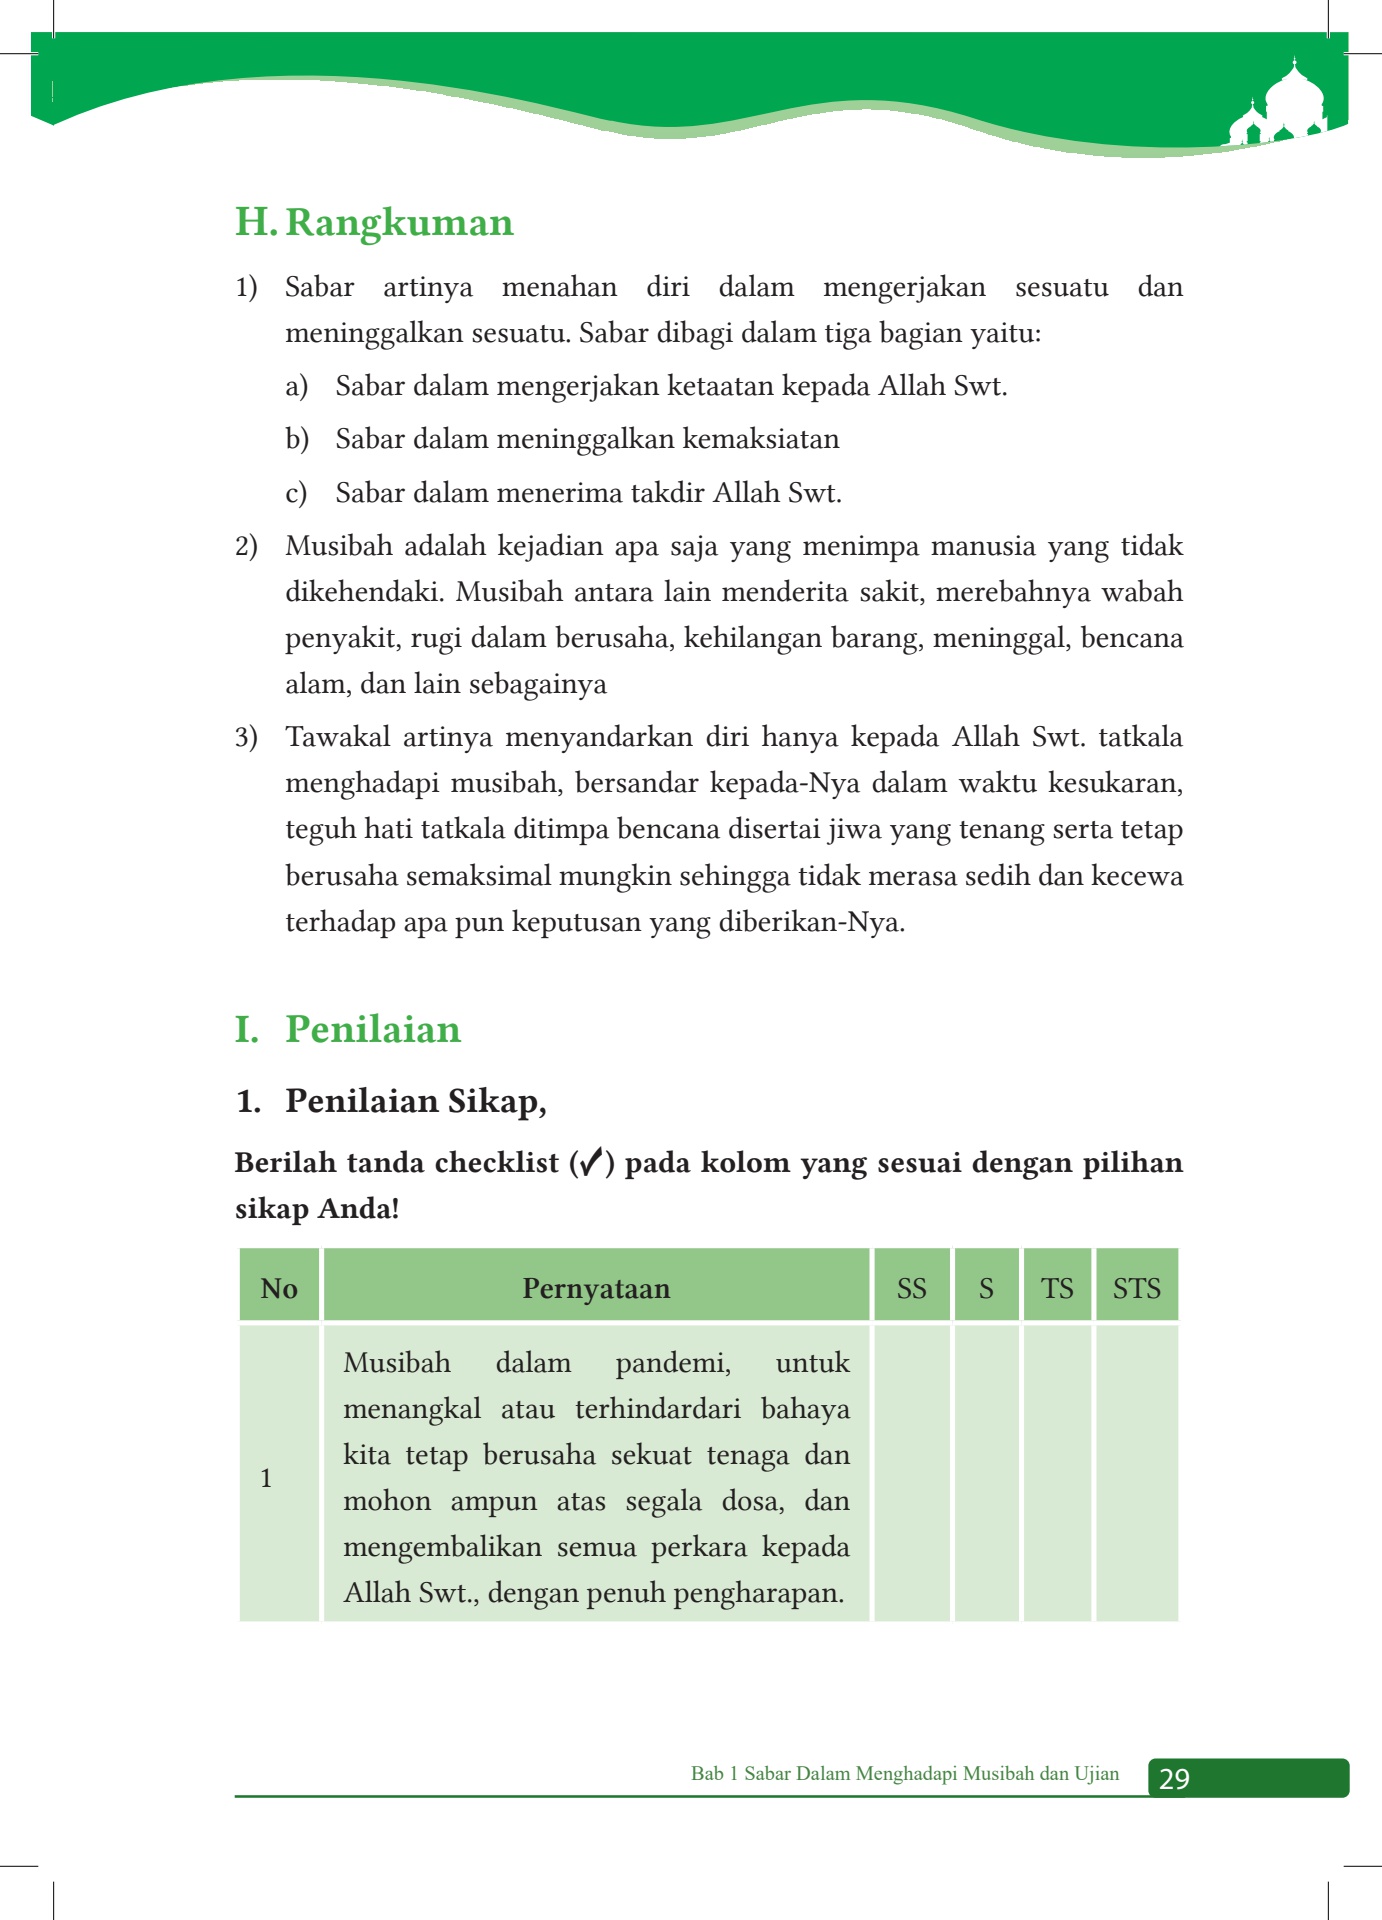 H. Rangkuman
1) Sabar artinya menahan diri dalam mengerjakan sesuatu dan
meninggalkan sesuatu. Sabar dibagi dalam tiga bagian yaitu:
a) Sabar dalam mengerjakan ketaatan kepada Allah Swt.
b) Sabar dalam meninggalkan kemaksiatan
c) Sabar dalam menerima takdir Allah Swt.
2) Musibah adalah kejadian apa saja yang menimpa manusia yang tidak
dikehendaki. Musibah antara lain menderita sakit, merebahnya wabah
penyakit, rugi dalam berusaha, kehilangan barang, meninggal, bencana
alam, dan lain sebagainya
3) Tawakal artinya menyandarkan diri hanya kepada Allah Swt. tatkala
menghadapi musibah, bersandar kepada-Nya dalam waktu kesukaran,
teguh hati tatkala ditimpa bencana disertai jiwa yang tenang serta tetap
berusaha semaksimal mungkin sehingga tidak merasa sedih dan kecewa
terhadap apa pun keputusan yang diberikan-Nya.
I. Penilaian
1. Penilaian Sikap,
Berilah tanda checklist (✓) pada kolom yang sesuai dengan pilihan
sikap Anda!
No Pernyataan SS S TS STS
Musibah dalam pandemi, untuk
menangkal atau terhindardari bahaya
kita tetap berusaha sekuat tenaga dan
1
mohon ampun atas segala dosa, dan
mengembalikan semua perkara kepada
Allah Swt., dengan penuh pengharapan.
Bab 1 Sabar Dalam Menghadapi Musibah dan Ujian 29